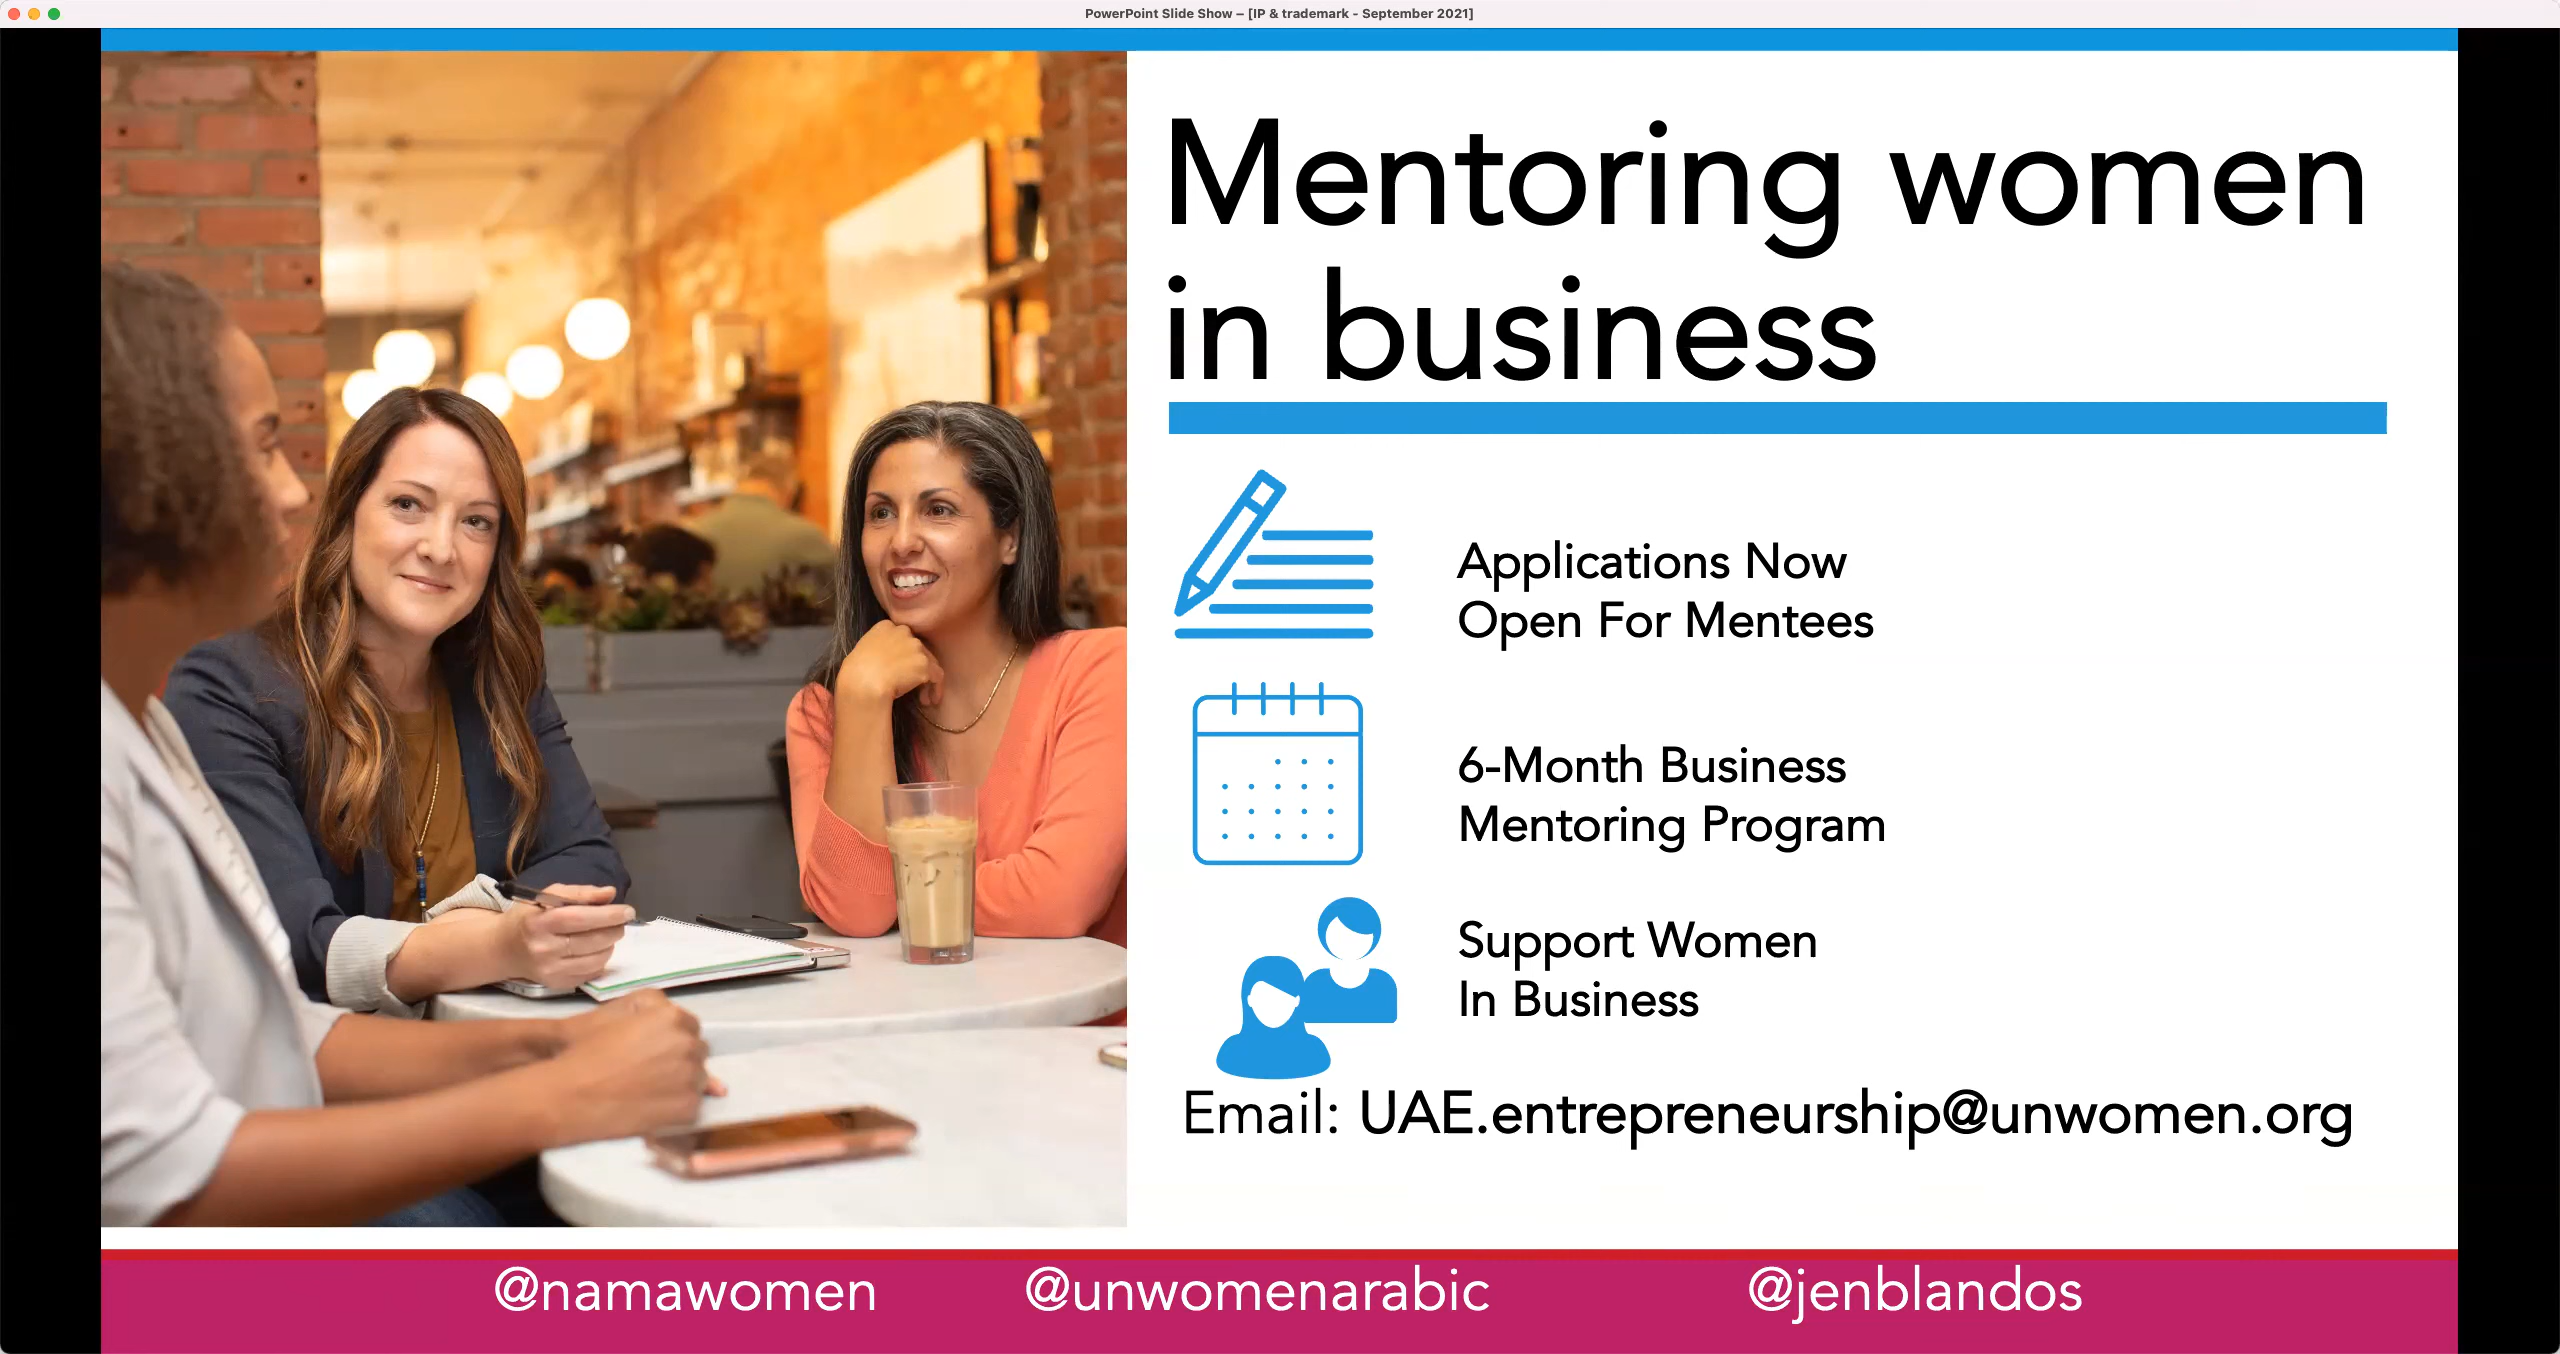 PowerPoint Slide Show – [IP & trademark - September 2021]
Mentoring women
in business
Applications Now
Open For Mentees
6-Month Business
Mentoring Program
Support Women
In Business
Email: UAE.entrepreneurship@unwomen.org
@namawomen @unwomenarabic @jenblandos